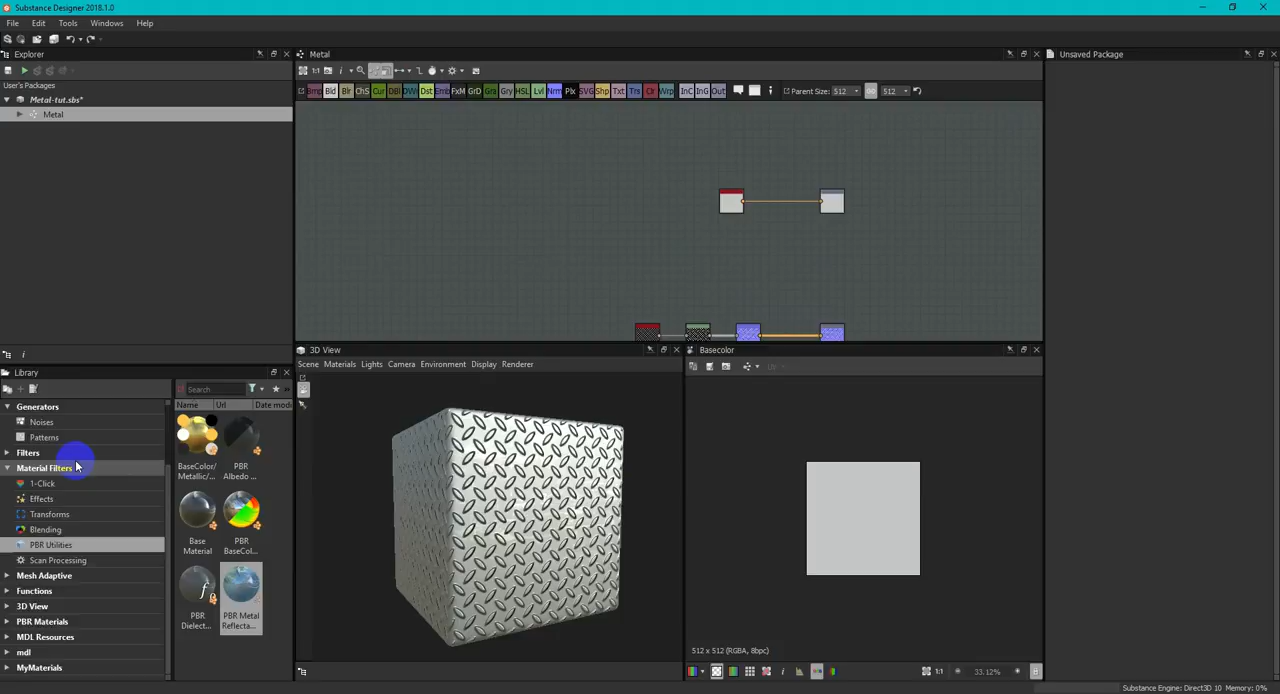 Substance Designer 2018.1.0
File Edit Tools Windows Help
Explorer
Metal
Unsaved Package
User's Packages
Metal-tut.sbs*
Metal
Parent Size: 512 512
Library
Search
Name Url Date modi
Generators
Noises
Patterns
Filters
Material Filters
1-Click
Effects
Transforms
Blending
PBR Utilities
Scan Processing
Mesh Adaptive
Functions
3D View
PBR Materials
MDL Resources
mdl
MyMaterials
BaseColor/
Metallic/...
PBR
Albedo ...
Base
Material
PBR
BaseCol...
PBR
Dielect...
PBR Metal
Reflecta...
3D View
Scene Materials Lights Camera Environment Display Renderer
Basecolor
512 x 512 (RGBA, 8bpc)
1:1 33.12%
Substance Engine: Direct3D 10 Memory: 0%